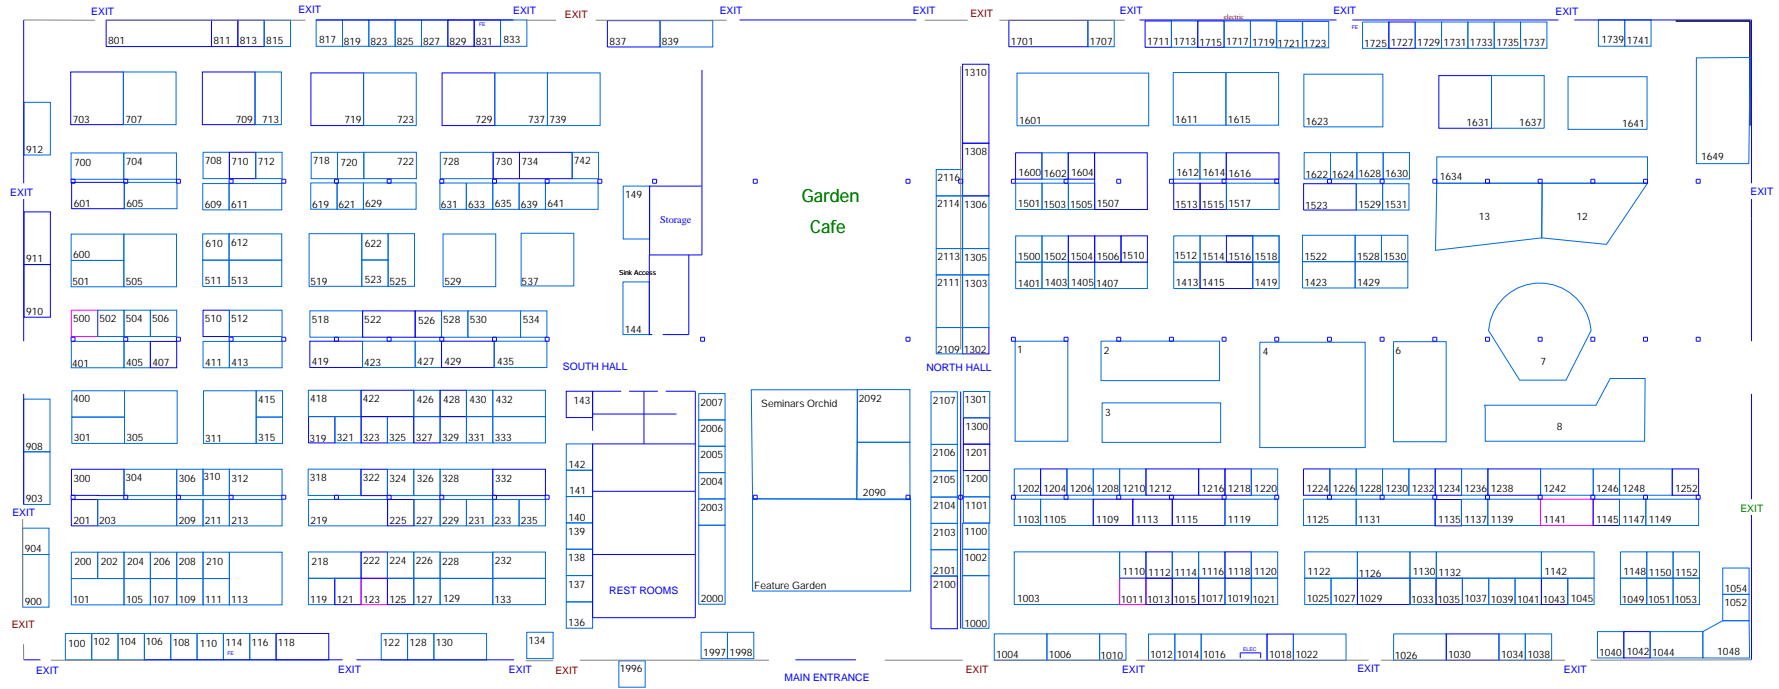 EXIT EXIT EXIT EXIT EXIT EXIT EXIT EXIT EXIT EXIT
electric
801 811 813 815 817 819 823 825 827 829 FE 831 833 837 839 1701 1707 1711 1713 1715 1717 1719 1721 1723 FE 1725 1727 1729 1731 1733 1735 1737 1739 1741
1310
703 707 709 713 719 723 729 737 739 1601 1611 1615 1623 1631 1637 1641
912 1308 1649
700 704 708 710 712 718 720 722 728 730 734 742 1600 1602 1604 1612 1614 1616 1622 1624 1628 1630 1634
2116
EXIT EXIT
601 605 609 611 619 621 629 631 633 635 639 641 149 Garden 2114 1306 1501 1503 1505 1507 1513 1515 1517 1523 1529 1531
Storage Cafe 13 12
600 610 612 622 1500 1502 1504 1506 1510 1512 1514 1516 1518 1522 1528 1530
911 2113 1305
Sink Access
501 505 511 513 519 523 525 529 537 2111 1303 1401 1403 1405 1407 1413 1415 1419 1423 1429
910
500 502 504 506 510 512 518 522 526 528 530 534 144
2109 1302 1 2 4 6 7
401 405 407 411 413 419 423 427 429 435
SOUTH HALL NORTH HALL
400 415 418 422 426 428 430 432 143 2007 Seminars Orchid 2092 2107 1301
3 8
301 305 311 315 319 321 323 325 327 329 331 333 2006 1300
908 2106 1201
142 2005
300 304 306 310 312 318 322 324 326 328 332 141 2004 2090 2105 1200 1202 1204 1206 1208 1210 1212 1216 1218 1220 1224 1226 1228 1230 1232 1234 1236 1238 1242 1246 1248 1252
903
EXIT EXIT
201 203 209 211 213 219 225 227 229 231 233 235 140 2003 2104 1101 1103 1105 1109 1113 1115 1119 1125 1131 1135 1137 1139 1141 1145 1147 1149
139 2103 1100
904
200 202 204 206 208 210 218 222 224 226 228 232 138 2101 1002 1110 1112 1114 1116 1118 1120 1122 1126 1130 1132 1142 1148 1150 1152
137 REST ROOMS Feature Garden 2100 1054
900 101 105 107 109 111 113 119 121 123 125 127 129 133 2000 1003 1011 1013 1015 1017 1019 1021 1025 1027 1029 1033 1035 1037 1039 1041 1043 1045 1049 1051 1053 1052
136 1000
EXIT
100 102 104 106 108 110 114 FE 116 118 122 128 130 134 1997 1998 1004 1006 1010 1012 1014 1016 ELEC 1018 1022 1026 1030 1034 1038 1040 1042 1044 1048
EXIT EXIT EXIT EXIT 1996 MAIN ENTRANCE EXIT EXIT EXIT EXIT